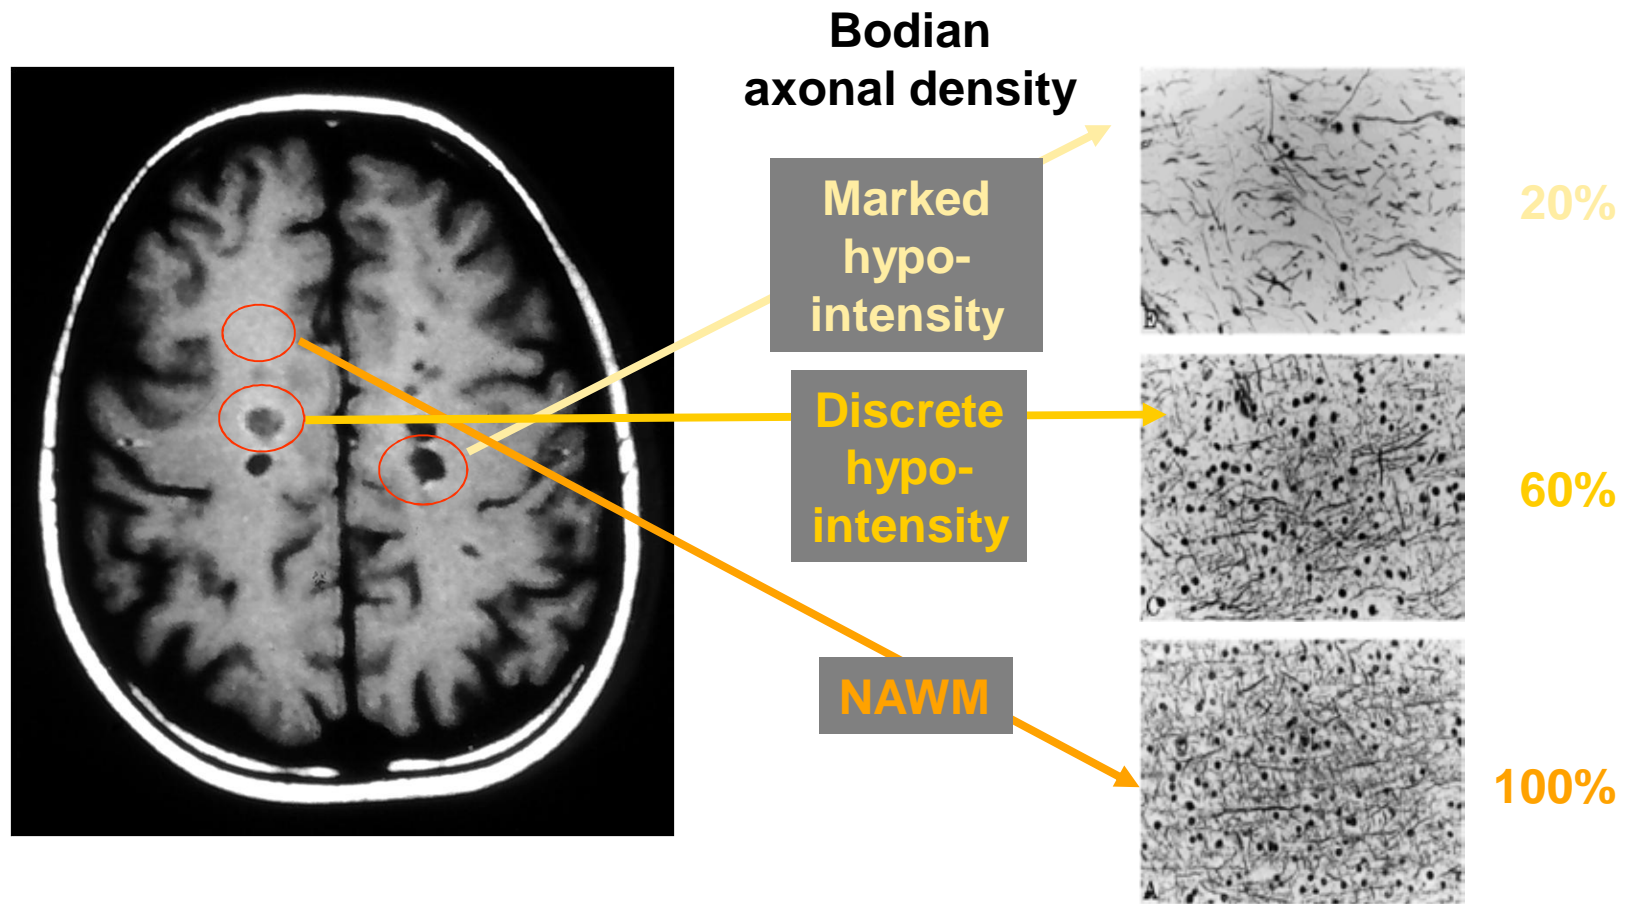 Bodian
axonal density
Marked
hypo-
intensity
20%
E
Discrete
hypo-
intensity
60%
C
NAWM
100%
A